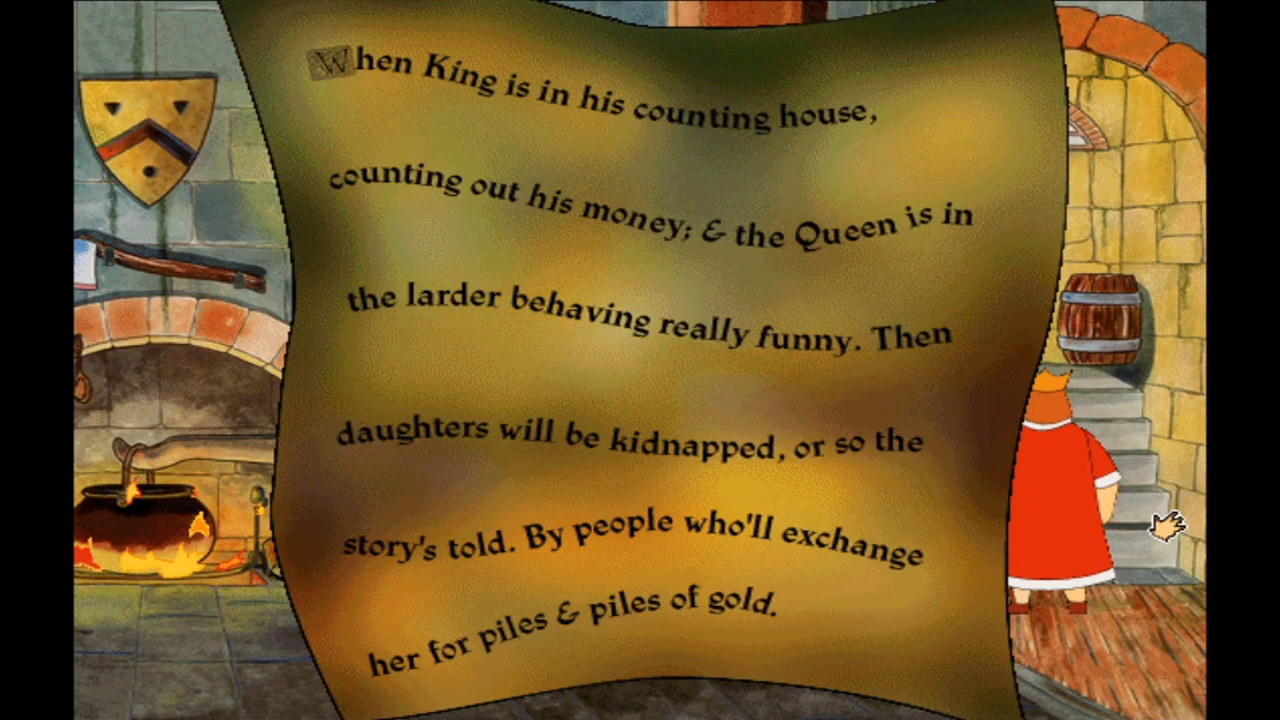 When King is in his counting house,
counting out his money; & the Queen is in
the larder behaving really funny. Then
daughters will be kidnapped, or so the
story's told. By people who'll exchange
her for piles & piles of gold.